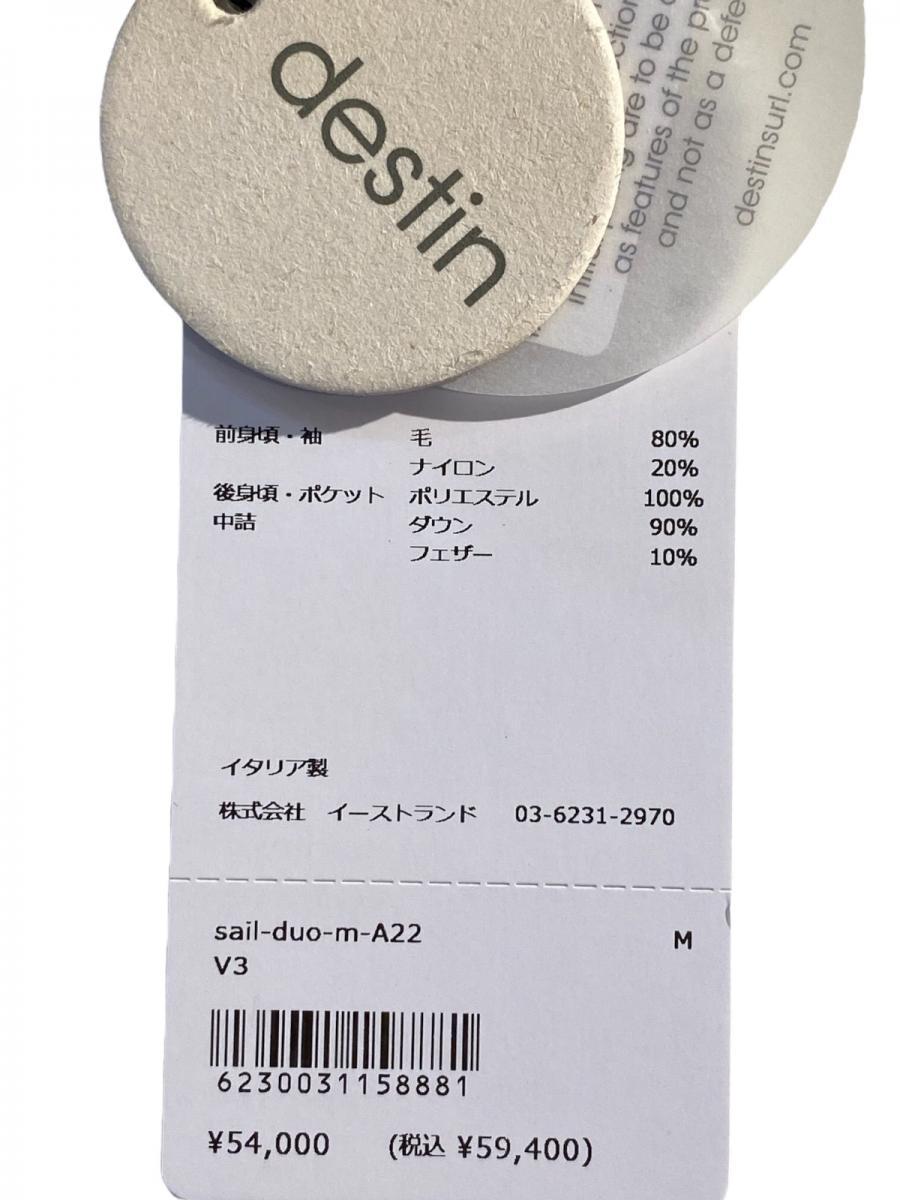 destin
are to be
as features of the
and not as a
destinsurl.com
前身頃・袖 毛 80%
ナイロン 20%
後身頃・ポケット ポリエステル 100%
中詰 ダウン 90%
フェザー 10%
イタリア製
株式会社 イーストランド 03-6231-2970
sail-duo-m-A22 M
V3
6230031158881
¥54,000 (税込 ¥59,400)